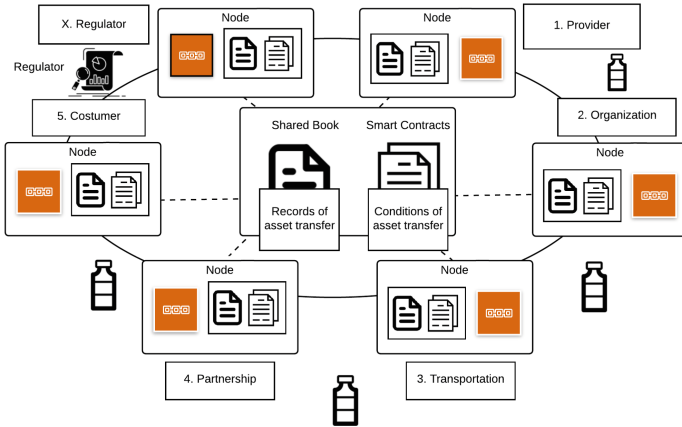 X. Regulator
Node
Node
1. Provider
Regulator
5. Costumer
2. Organization
Node
Shared Book
Smart Contracts
Node
Records of
asset transfer
Conditions of
asset transfer
Node
Node
4. Partnership
3. Transportation